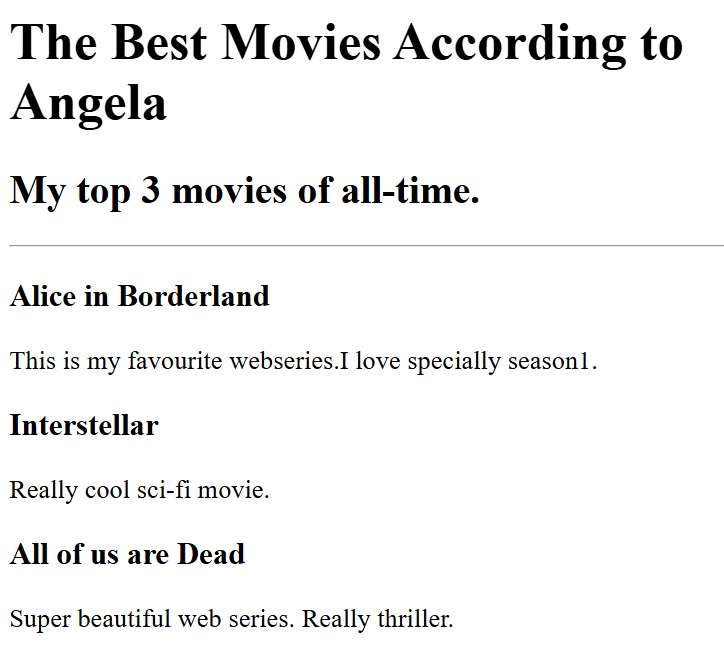 The Best Movies According to
Angela
My top 3 movies of all-time.
Alice in Borderland
This is my favourite webseries.I love specially season1.
Interstellar
Really cool sci-fi movie.
All of us are Dead
Super beautiful web series. Really thriller.